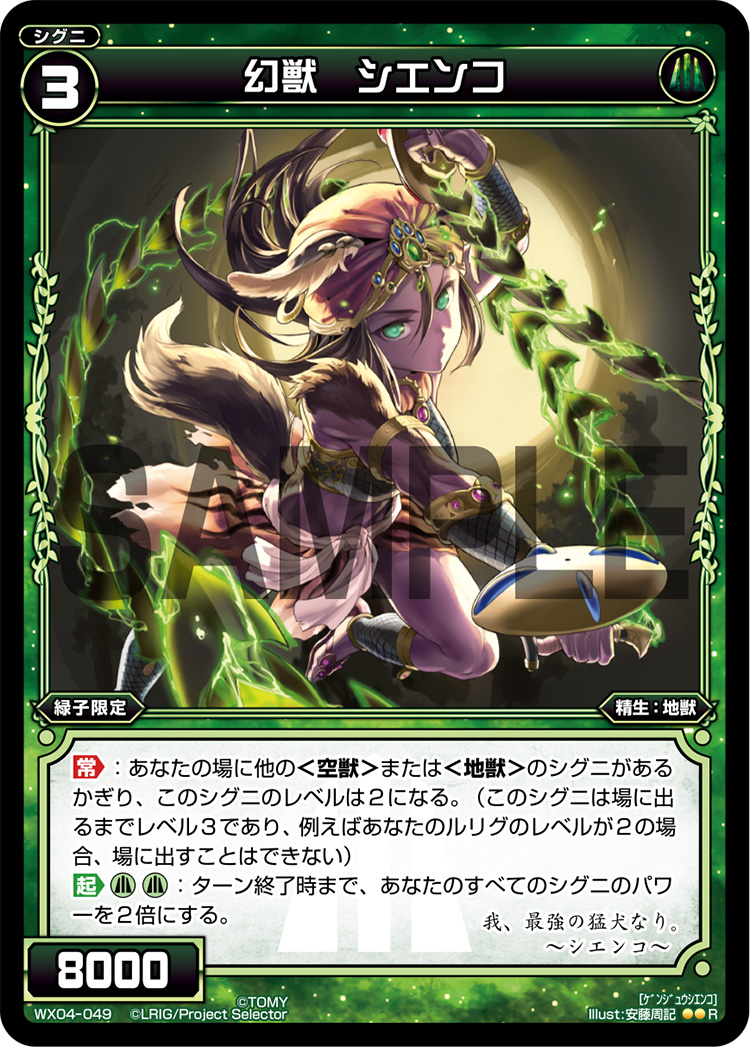 シグニ
3
幻獣 シエンコ
SAMPLE
緑子限定
精生：地獣
常：あなたの場に他の＜空獣＞または＜地獣＞のシグニがある
かぎり、このシグニのレベルは２になる。（このシグニは場に出
るまでレベル３であり、例えばあなたのルリグのレベルが２の場
合、場に出すことはできない）
起：ターン終了時まで、あなたのすべてのシグニのパワ
ーを２倍にする。
我、最強の猛犬なり。
～シエンコ～
8000
©TOMY
[ｹﾞﾝｼﾞｭｳｼｴﾝｺ]
WX04-049 ©LRIG/Project Selector
Illust:安藤周記 R